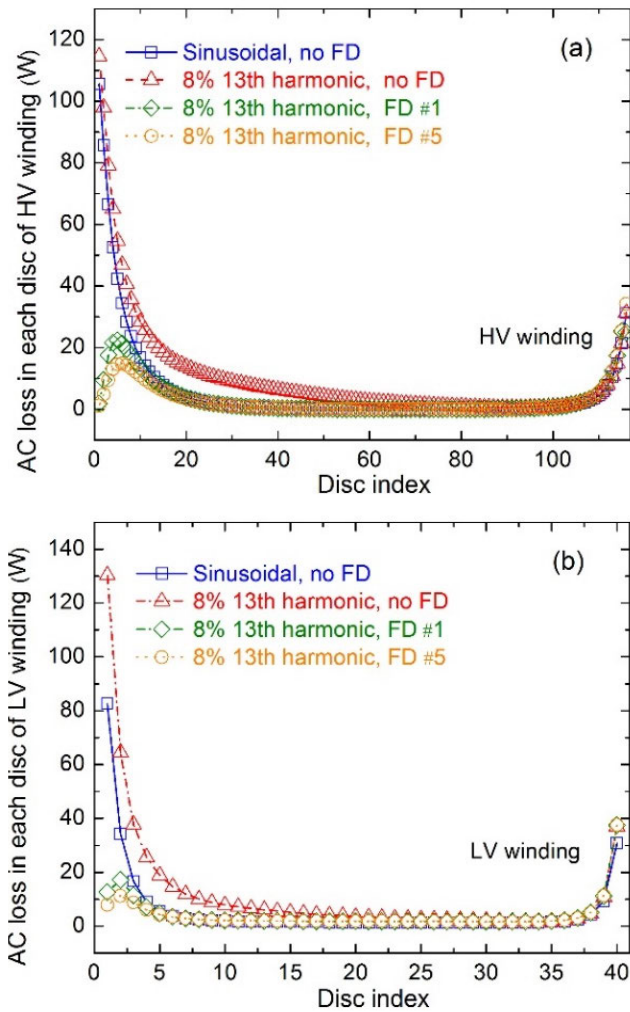 AC loss in each disc of HV winding (W)
120
100
80
60
40
20
0
Sinusoidal, no FD
8% 13th harmonic, no FD
8% 13th harmonic, FD #1
8% 13th harmonic, FD #5
(a)
HV winding
0 20 40 60 80 100
Disc index
AC loss in each disc of LV winding (W)
140
120
100
80
60
40
20
0
Sinusoidal, no FD
8% 13th harmonic, no FD
8% 13th harmonic, FD #1
8% 13th harmonic, FD #5
(b)
LV winding
0 5 10 15 20 25 30 35 40
Disc index